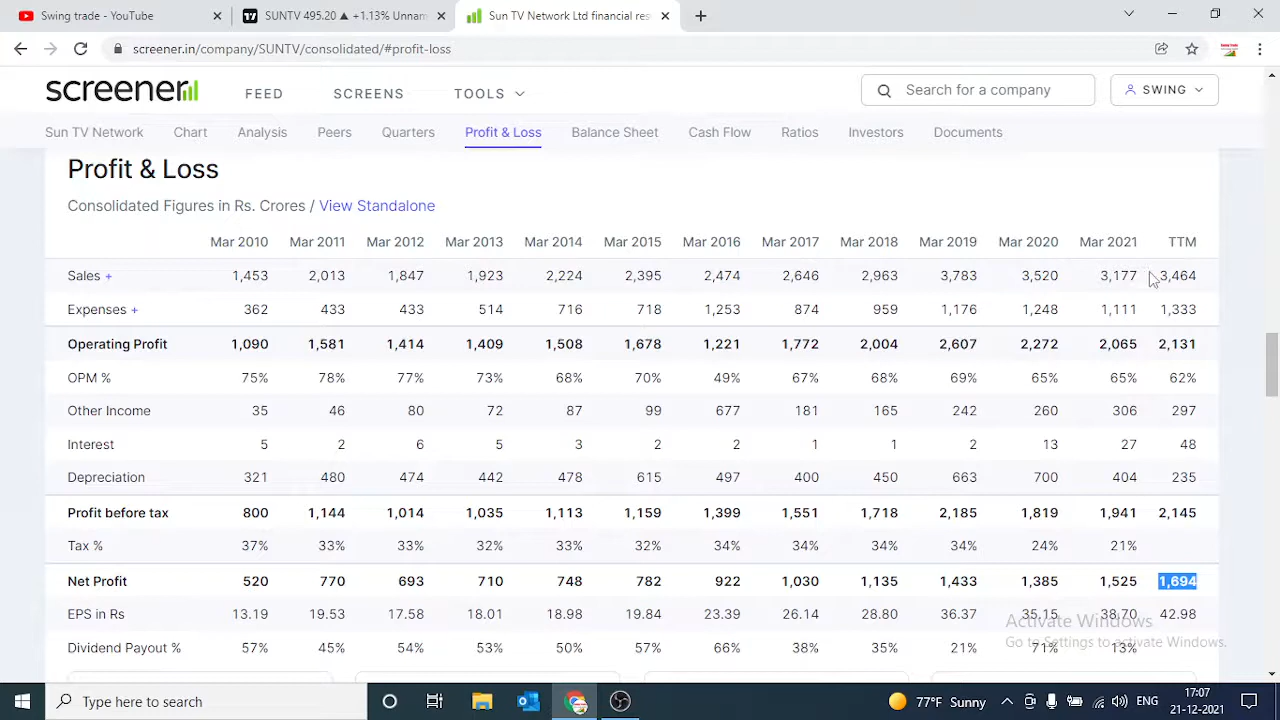 Swing trade - YouTube
SUNTV 495.20 ▲ +1.13% Unnam
Sun TV Network Ltd financial res
screener.in/company/SUNTV/consolidated/#profit-loss
screener
FEED SCREENS TOOLS
Search for a company
SWING
Sun TV Network Chart Analysis Peers Quarters Profit & Loss Balance Sheet Cash Flow Ratios Investors Documents
Profit & Loss
Consolidated Figures in Rs. Crores / View Standalone
Mar 2010 Mar 2011 Mar 2012 Mar 2013 Mar 2014 Mar 2015 Mar 2016 Mar 2017 Mar 2018 Mar 2019 Mar 2020 Mar 2021 TTM
Sales + 1,453 2,013 1,847 1,923 2,224 2,395 2,474 2,646 2,963 3,783 3,520 3,177 3,464
Expenses + 362 433 433 514 716 718 1,253 874 959 1,176 1,248 1,111 1,333
Operating Profit 1,090 1,581 1,414 1,409 1,508 1,678 1,221 1,772 2,004 2,607 2,272 2,065 2,131
OPM % 75% 78% 77% 73% 68% 70% 49% 67% 68% 69% 65% 65% 62%
Other Income 35 46 80 72 87 99 677 181 165 242 260 306 297
Interest 5 2 6 5 3 2 2 1 1 2 13 27 48
Depreciation 321 480 474 442 478 615 497 400 450 663 700 404 235
Profit before tax 800 1,144 1,014 1,035 1,113 1,159 1,399 1,551 1,718 2,185 1,819 1,941 2,145
Tax % 37% 33% 33% 32% 33% 32% 34% 34% 34% 34% 24% 21%
Net Profit 520 770 693 710 748 782 922 1,030 1,135 1,433 1,385 1,525 1,694
EPS in Rs 13.19 19.53 17.58 18.01 18.98 19.84 23.39 26.14 28.80 36.37 35.15 38.70 42.98
Dividend Payout % 57% 45% 54% 53% 50% 57% 66% 38% 35% 21% 71% 13%
Activate Windows
Go to Settings to activate Windows.
Type here to search
77°F Sunny
ENG
17:07
21-12-2021